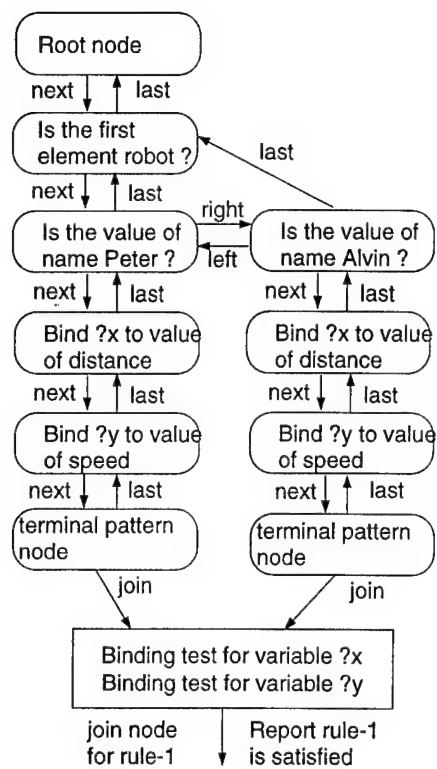 Root node
next
last
Is the first
element robot ?
last
next
last
right
Is the value of
name Peter ?
left
Is the value of
name Alvin ?
next
last
next
last
Bind ?x to value
of distance
Bind ?x to value
of distance
next
last
next
last
Bind ?y to value
of speed
Bind ?y to value
of speed
next
last
next
last
terminal pattern
node
terminal pattern
node
join
join
Binding test for variable ?x
Binding test for variable ?y
join node
for rule-1
Report rule-1
is satisfied